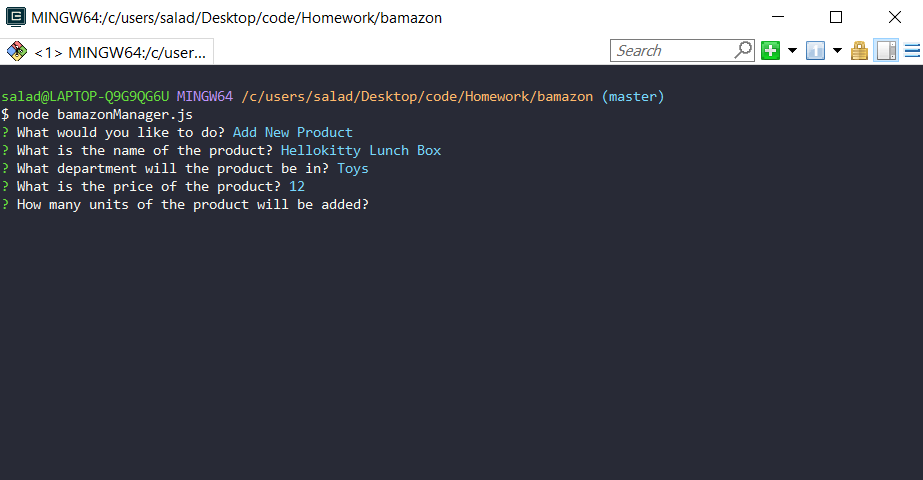 MINGW64:/c/users/salad/Desktop/code/Homework/bamazon
<1> MINGW64:/c/user...
Search
1
salad@LAPTOP-Q9G9QG6U MINGW64 /c/users/salad/Desktop/code/Homework/bamazon (master)
$ node bamazonManager.js
? What would you like to do? Add New Product
? What is the name of the product? Hellokitty Lunch Box
? What department will the product be in? Toys
? What is the price of the product? 12
? How many units of the product will be added?